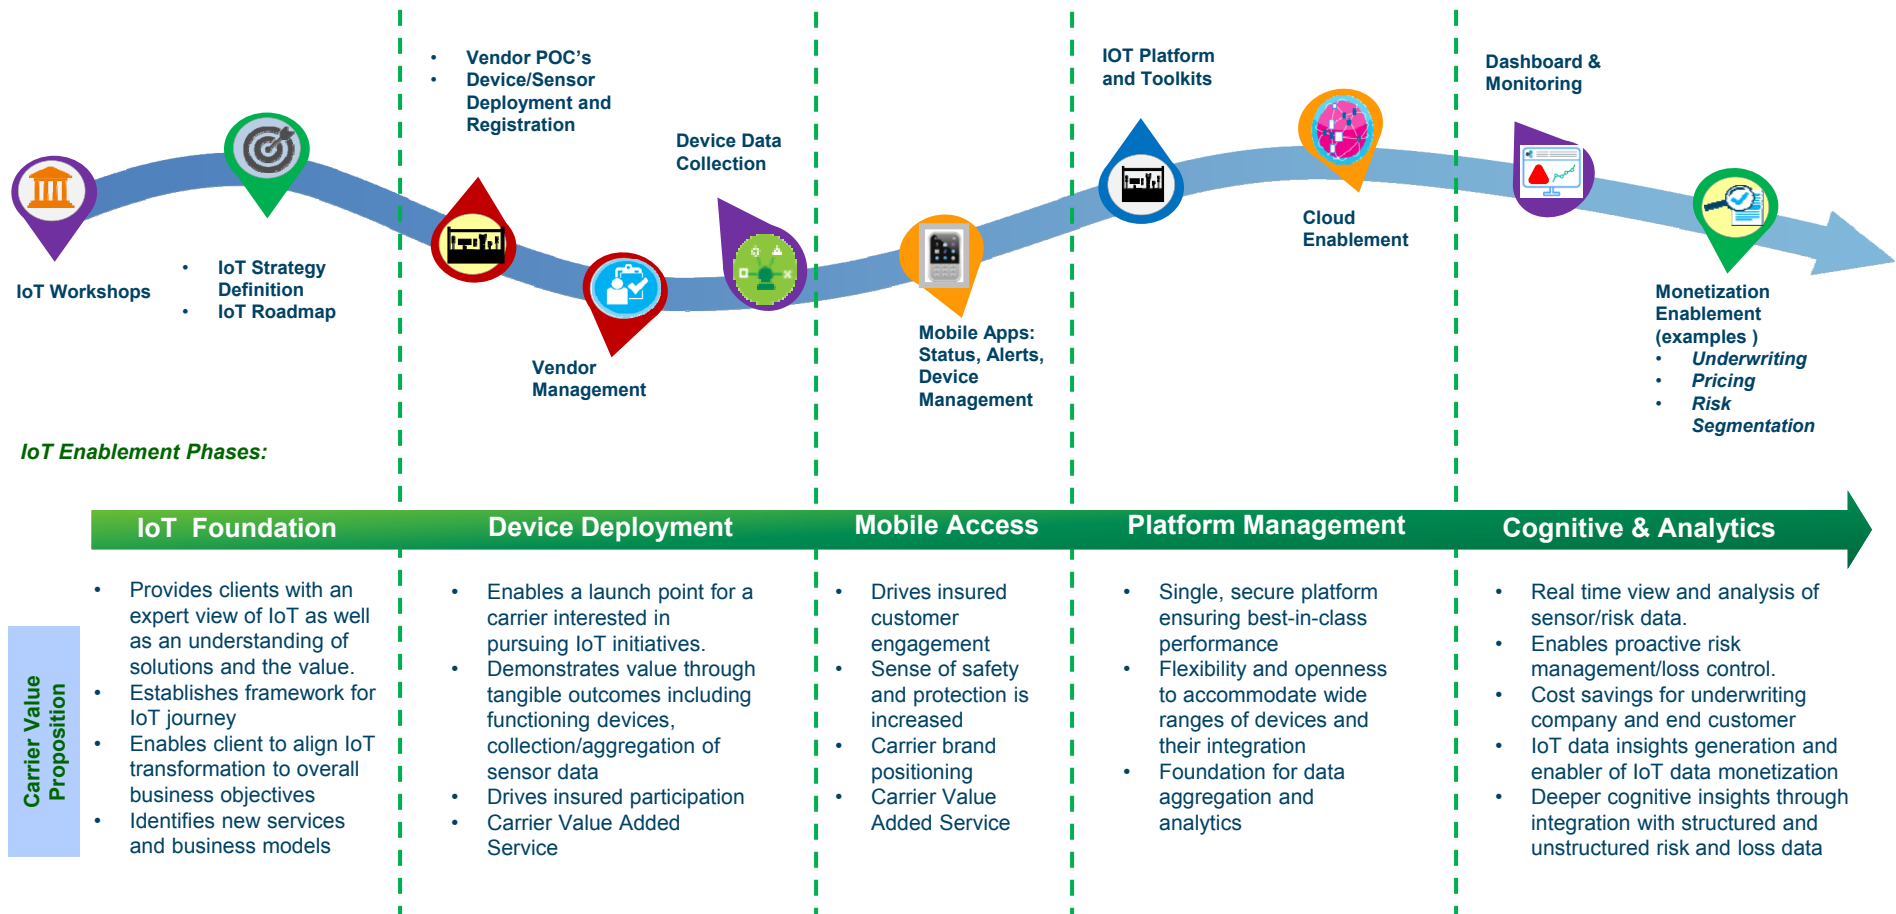 • Vendor POC's
• Device/Sensor
Deployment and
Registration
IOT Platform
and Toolkits
Dashboard &
Monitoring
Device Data
Collection
IoT Workshops
• IoT Strategy
Definition
• IoT Roadmap
Vendor
Management
Mobile Apps:
Status, Alerts,
Device
Management
Cloud
Enablement
Monetization
Enablement
(examples )
• Underwriting
• Pricing
• Risk
Segmentation
IoT Enablement Phases:
IoT Foundation
Device Deployment
Mobile Access
Platform Management
Cognitive & Analytics
Carrier Value
Proposition
• Provides clients with an
expert view of IoT as well
as an understanding of
solutions and the value.
• Establishes framework for
IoT journey
• Enables client to align IoT
transformation to overall
business objectives
• Identifies new services
and business models
• Enables a launch point for a
carrier interested in
pursuing IoT initiatives.
• Demonstrates value through
tangible outcomes including
functioning devices,
collection/aggregation of
sensor data
• Drives insured participation
• Carrier Value Added
Service
• Drives insured
customer
engagement
• Sense of safety
and protection is
increased
• Carrier brand
positioning
• Carrier Value
Added Service
• Single, secure platform
ensuring best-in-class
performance
• Flexibility and openness
to accommodate wide
ranges of devices and
their integration
• Foundation for data
aggregation and
analytics
• Real time view and analysis of
sensor/risk data.
• Enables proactive risk
management/loss control.
• Cost savings for underwriting
company and end customer
• IoT data insights generation and
enabler of IoT data monetization
• Deeper cognitive insights through
integration with structured and
unstructured risk and loss data